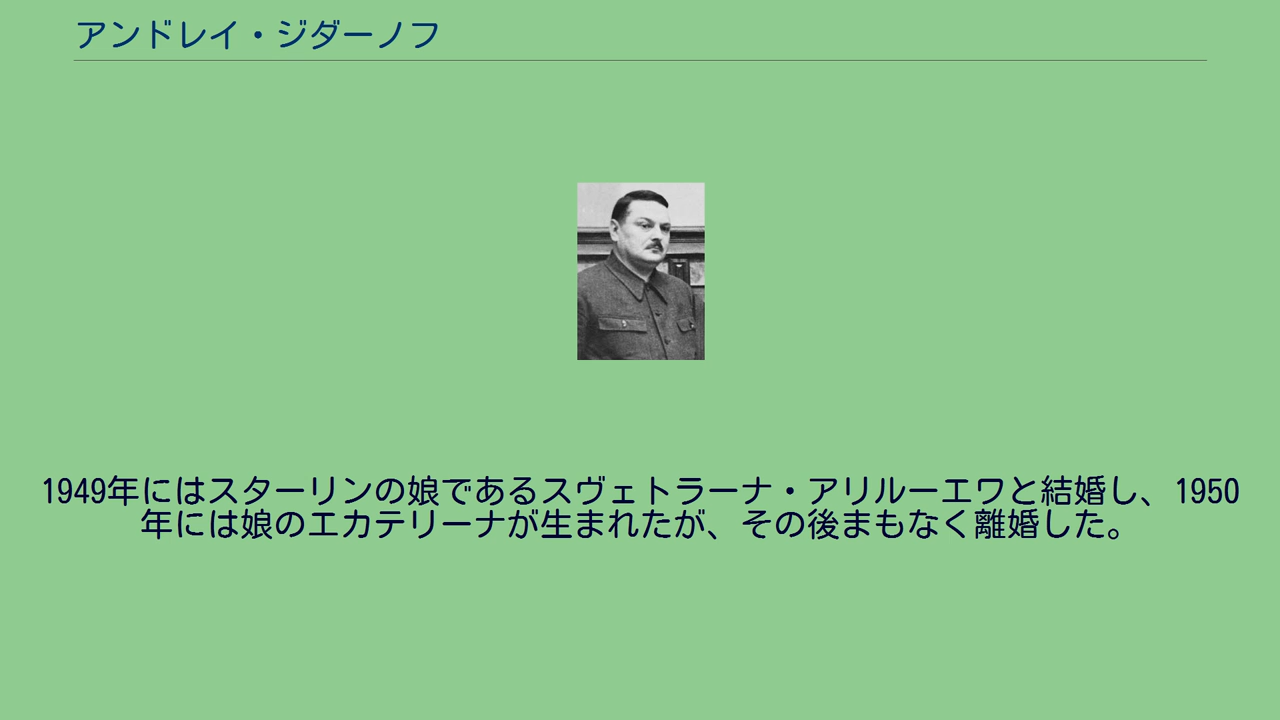 アンドレイ・ジダーノフ
1949年にはスターリンの娘であるスヴェトラーナ・アリルーエワと結婚し、1950
年には娘のエカテリーナが生まれたが、その後まもなく離婚した。